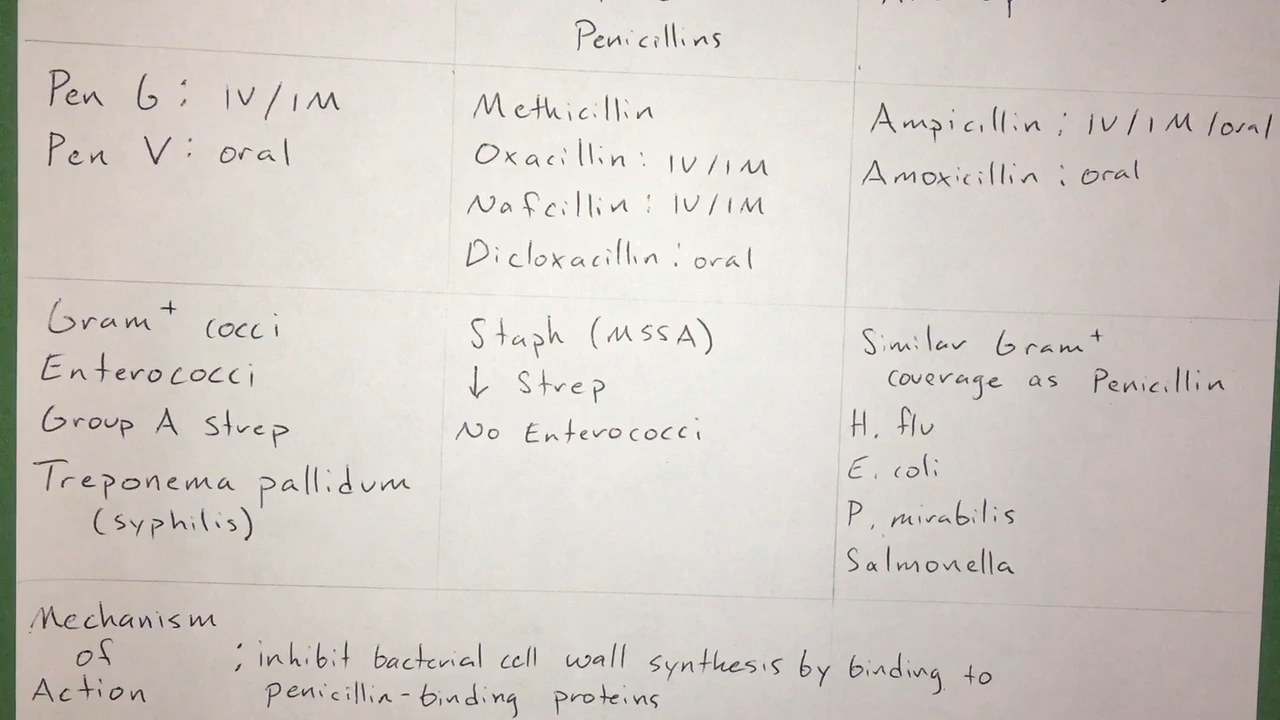 Penicillins
Pen G: IV/IM
Pen V: oral
Methicillin
Oxacillin: IV/IM
Nafcillin: IV/IM
Dicloxacillin: oral
Ampicillin: IV/IM/oral
Amoxicillin: oral
Gram+ cocci
Enterococci
Group A Strep
Treponema pallidum
(syphilis)
Staph (MSSA)
↓ Strep
No Enterococci
Similar Gram+
coverage as Penicillin
H. flu
E. coli
P. mirabilis
Salmonella
Mechanism
of
Action
: inhibit bacterial cell wall synthesis by binding to
penicillin-binding proteins